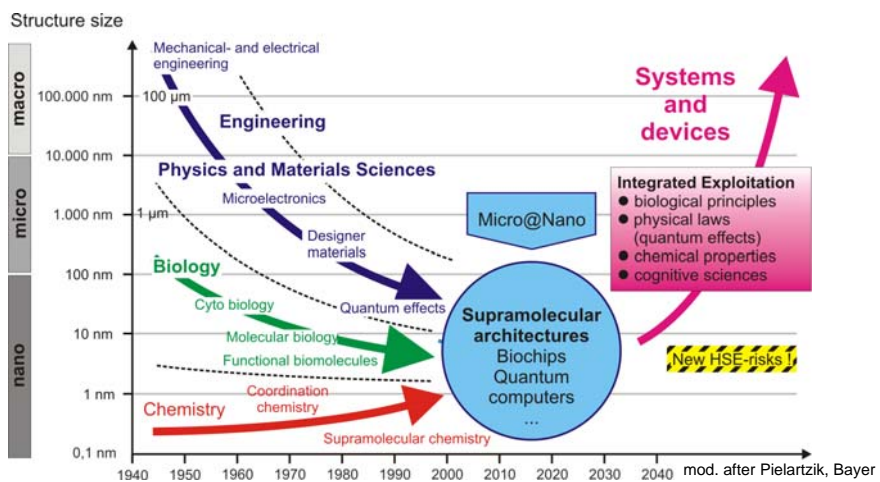 Structure size
macro
micro
nano
100.000 nm
10.000 nm
1.000 nm
100 nm
10 nm
1 nm
0,1 nm
100 µm
1 µm
Mechanical- and electrical
engineering
Engineering
Physics and Materials Sciences
Microelectronics
Designer
materials
Quantum effects
Biology
Cyto biology
Molecular biology
Functional biomolecules
Chemistry
Coordination
chemistry
Supramolecular chemistry
Micro@Nano
Supramolecular
architectures
Biochips
Quantum
computers
...
Systems
and
devices
Integrated Exploitation
● biological principles
● physical laws
(quantum effects)
● chemical properties
● cognitive sciences
New HSE-risks !
1940 1950 1960 1970 1980 1990 2000 2010 2020 2030 2040
mod. after Pielartzik, Bayer